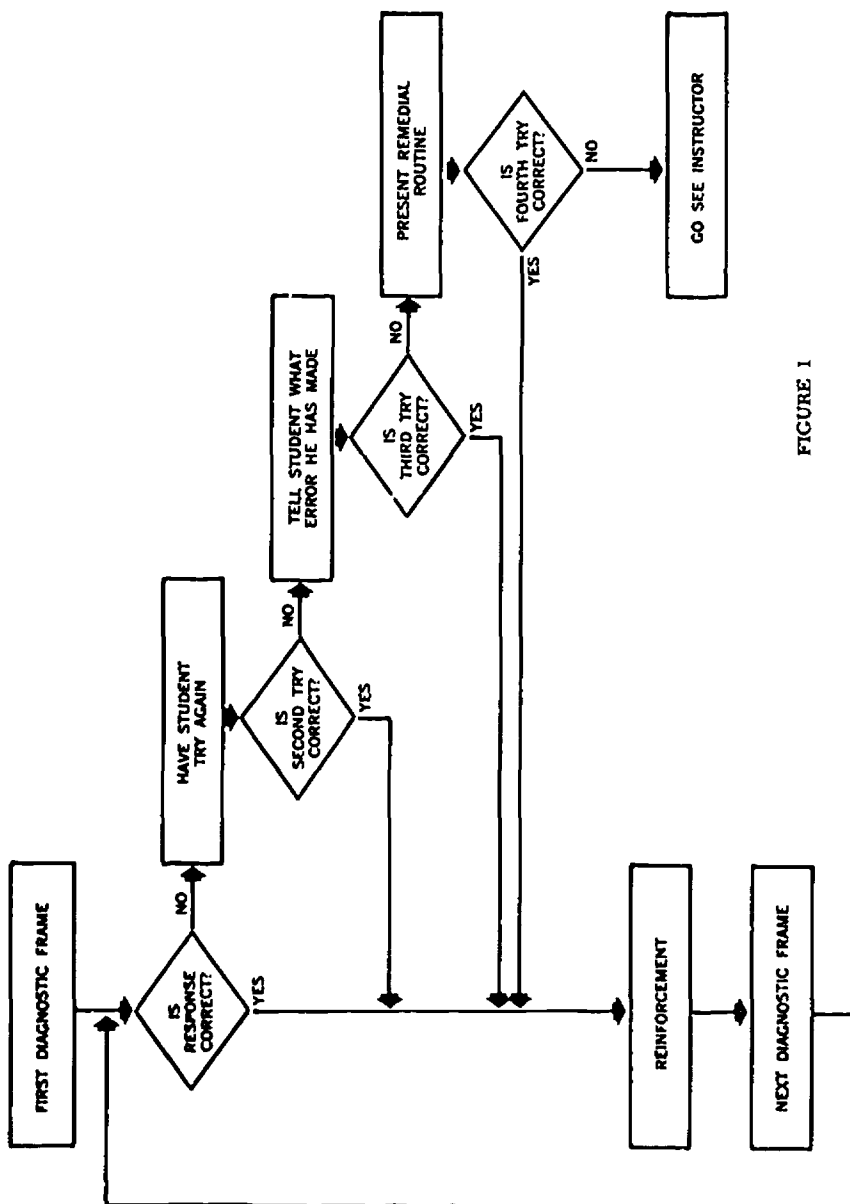 FIRST DIAGNOSTIC FRAME
IS
RESPONSE
CORRECT?
NO
YES
HAVE STUDENT
TRY AGAIN
IS
SECOND TRY
CORRECT?
NO
YES
TELL STUDENT WHAT
ERROR HE HAS MADE
IS
THIRD TRY
CORRECT?
NO
YES
PRESENT REMEDIAL
ROUTINE
IS
FOURTH TRY
CORRECT?
YES
NO
GO SEE INSTRUCTOR
REINFORCEMENT
NEXT DIAGNOSTIC FRAME
FIGURE 1